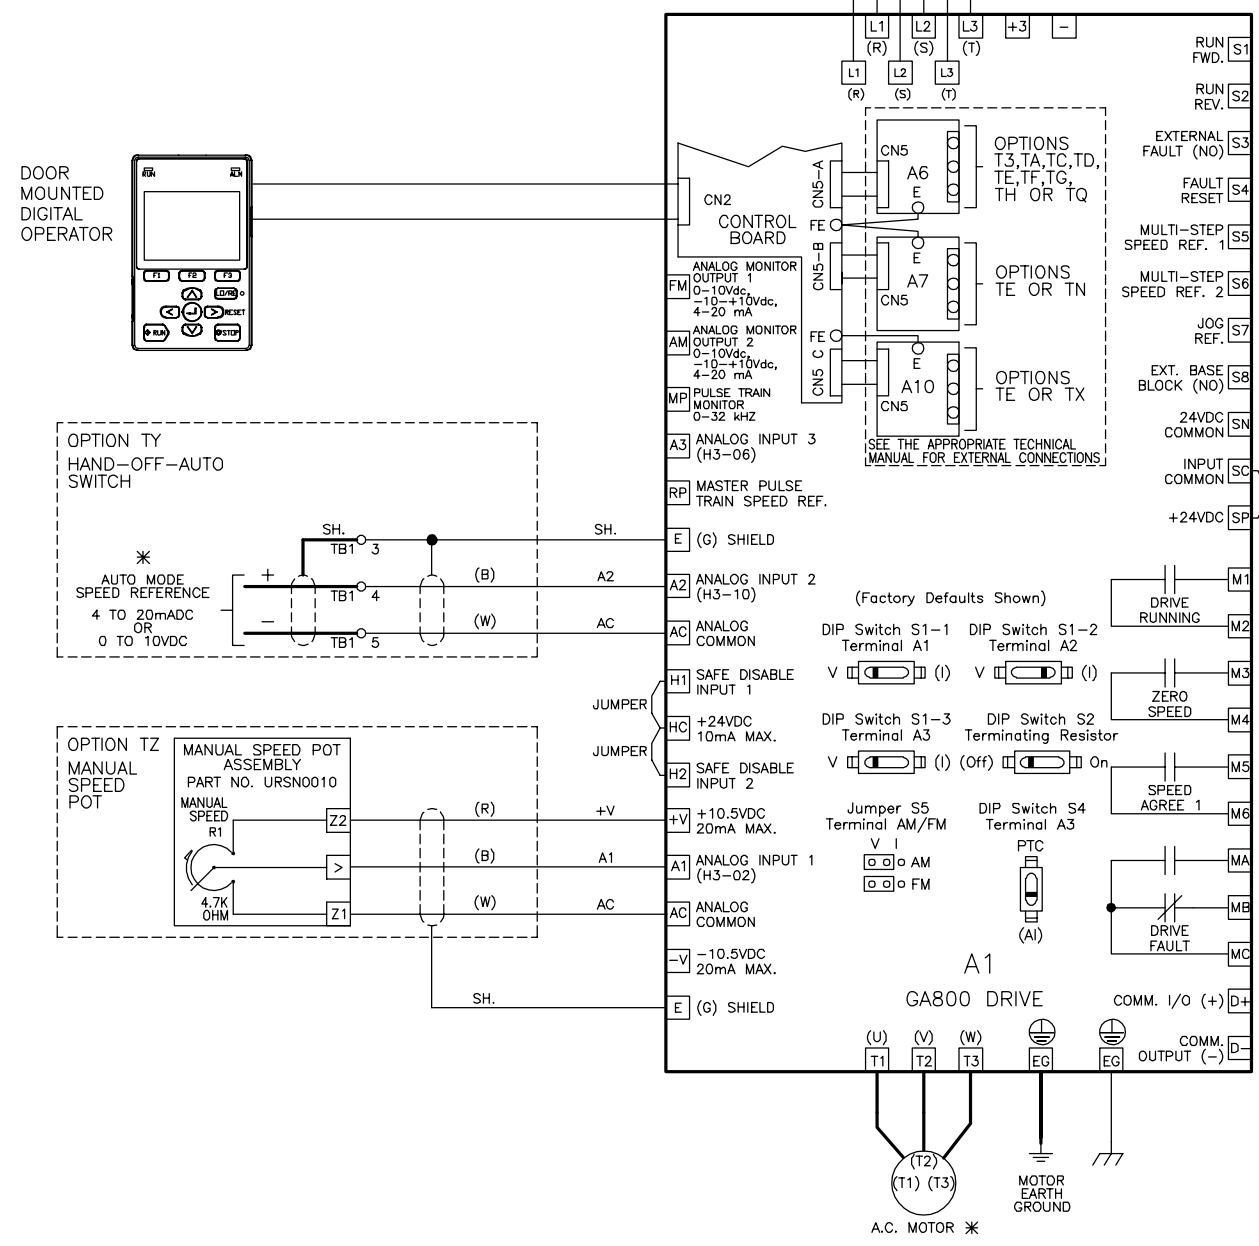 L1
L2
L3
+3
-
(R)
(S)
(T)
L1
L2
L3
(R)
(S)
(T)
DOOR
MOUNTED
DIGITAL
OPERATOR
RUN
ALM
F1
F2
F3
LO/RE
RESET
RUN
STOP
CN2
CONTROL
BOARD
CN5-A
FE
CN5-B
FE
CN5 C
CN5
A6
E
OPTIONS
T3,TA,TC,TD,
TE,TF,TG,
TH OR TQ
E
A7
CN5
OPTIONS
TE OR TN
E
A10
CN5
OPTIONS
TE OR TX
SEE THE APPROPRIATE TECHNICAL
MANUAL FOR EXTERNAL CONNECTIONS
FM
ANALOG MONITOR
OUTPUT 1
0-10Vdc,
-10-+10Vdc,
4-20 mA
AM
ANALOG MONITOR
OUTPUT 2
0-10Vdc,
-10-+10Vdc,
4-20 mA
MP
PULSE TRAIN
MONITOR
0-32 kHZ
A3
ANALOG INPUT 3
(H3-06)
RP
MASTER PULSE
TRAIN SPEED REF.
E
(G) SHIELD
A2
ANALOG INPUT 2
(H3-10)
AC
ANALOG
COMMON
H1
SAFE DISABLE
INPUT 1
HC
+24VDC
10mA MAX.
H2
SAFE DISABLE
INPUT 2
JUMPER
JUMPER
+V
+10.5VDC
20mA MAX.
A1
ANALOG INPUT 1
(H3-02)
AC
ANALOG
COMMON
-V
-10.5VDC
20mA MAX.
E
(G) SHIELD
OPTION TY
HAND-OFF-AUTO
SWITCH
SH.
TB1 3
SH.
AUTO MODE
SPEED REFERENCE
4 TO 20mADC
OR
0 TO 10VDC
+
TB1 4
(B)
A2
-
TB1 5
(W)
AC
OPTION TZ
MANUAL
SPEED
POT
MANUAL SPEED POT
ASSEMBLY
PART NO. URSN0010
MANUAL
SPEED
R1
4.7K
OHM
Z2
>
Z1
(R)
+V
(B)
A1
(W)
AC
SH.
(Factory Defaults Shown)
DIP Switch S1-1
Terminal A1
V
(I)
DIP Switch S1-2
Terminal A2
V
(I)
DIP Switch S1-3
Terminal A3
V
(I)
DIP Switch S2
Terminating Resistor
(Off)
On
Jumper S5
Terminal AM/FM
V I
AM
FM
DIP Switch S4
Terminal A3
PTC
(AI)
A1
GA800 DRIVE
RUN
FWD.
S1
RUN
REV.
S2
EXTERNAL
FAULT (NO)
S3
FAULT
RESET
S4
MULTI-STEP
SPEED REF. 1
S5
MULTI-STEP
SPEED REF. 2
S6
JOG
REF.
S7
EXT. BASE
BLOCK (NO)
S8
24VDC
COMMON
SN
INPUT
COMMON
SC
+24VDC
SP
M1
DRIVE
RUNNING
M2
M3
ZERO
SPEED
M4
M5
SPEED
AGREE 1
M6
MA
MB
DRIVE
FAULT
MC
COMM. I/O (+)
D+
COMM.
OUTPUT (-)
D-
(U)
(V)
(W)
T1
T2
T3
EG
EG
(T2)
(T1) (T3)
A.C. MOTOR
MOTOR
EARTH
GROUND